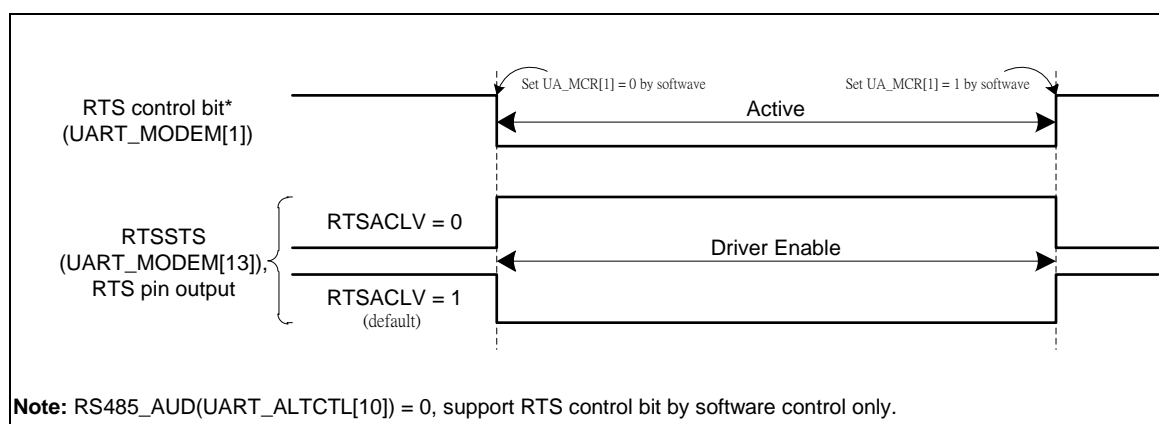 Set UA_MCR[1] = 0 by softwave
Set UA_MCR[1] = 1 by softwave
RTS control bit*
(UART_MODEM[1])
Active
RTSSTS
(UART_MODEM[13]),
RTS pin output
RTSACLV = 0
Driver Enable
RTSACLV = 1
(default)
Note: RS485_AUD(UART_ALTCTL[10]) = 0, support RTS control bit by software control only.